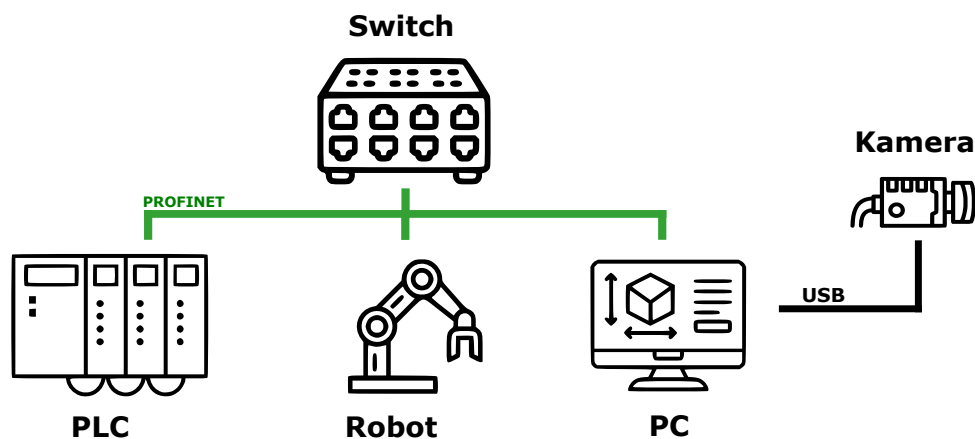 Switch
Kamera
PROFINET
USB
PLC
Robot
PC